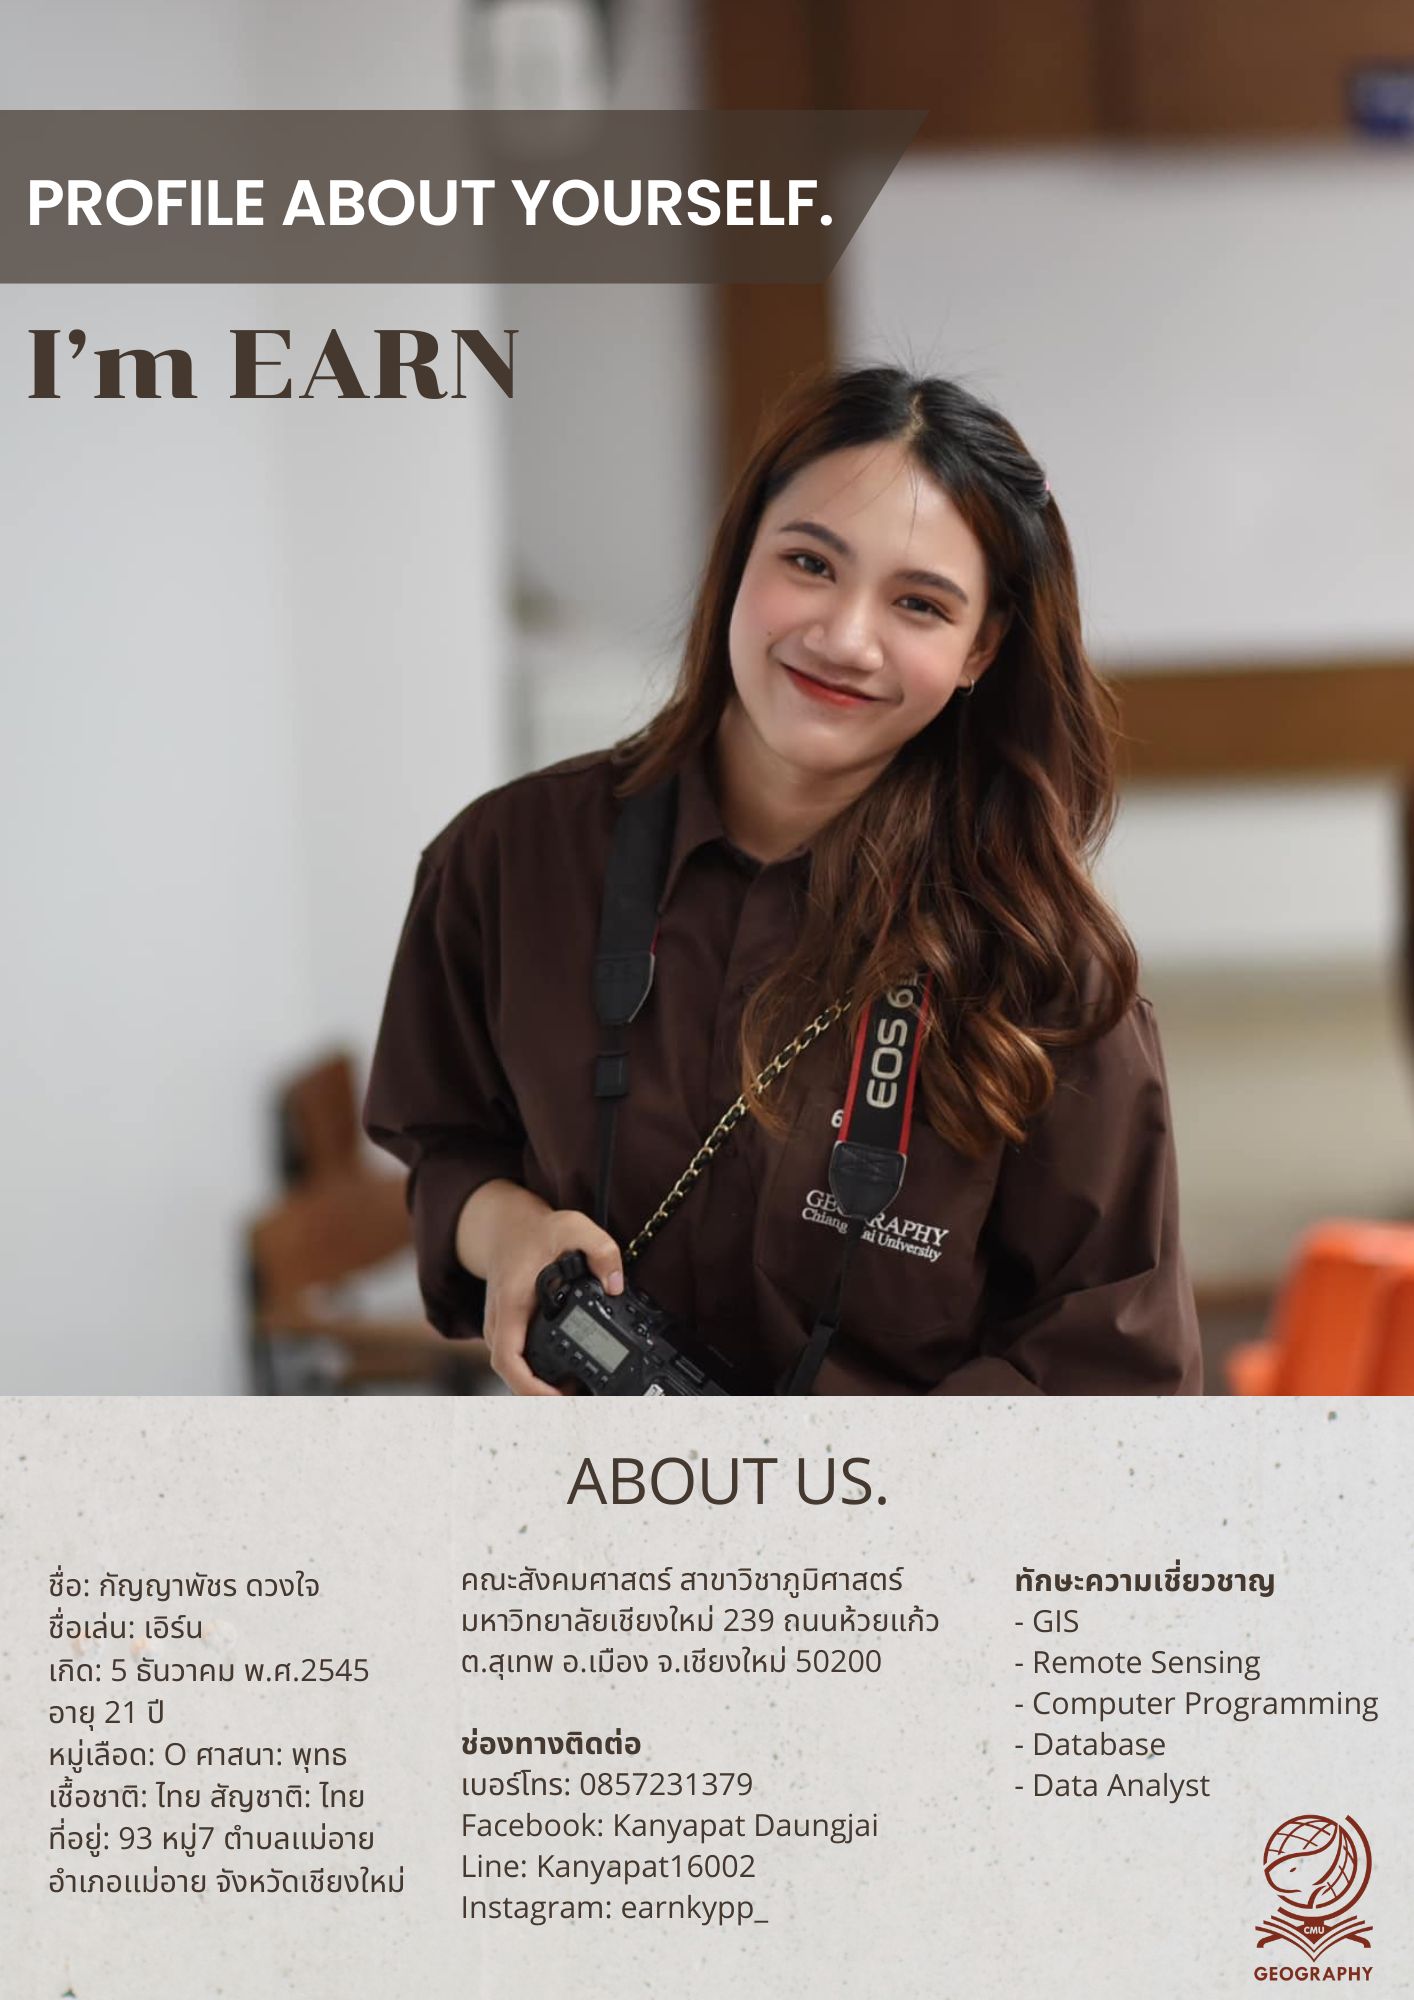 PROFILE ABOUT YOURSELF.
I'm EARN
EOS 6
6
GE RAPHY
Chiang ai University
ABOUT US.
ชื่อ: กัญญาพัชร ดวงใจ
ชื่อเล่น: เอิร์น
เกิด: 5 ธันวาคม พ.ศ.2545
อายุ 21 ปี
หมู่เลือด: O ศาสนา: พุทธ
เชื้อชาติ: ไทย สัญชาติ: ไทย
ที่อยู่: 93 หมู่7 ตำบลแม่อาย
อำเภอแม่อาย จังหวัดเชียงใหม่
คณะสังคมศาสตร์ สาขาวิชาภูมิศาสตร์
มหาวิทยาลัยเชียงใหม่ 239 ถนนห้วยแก้ว
ต.สุเทพ อ.เมือง จ.เชียงใหม่ 50200
ช่องทางติดต่อ
เบอร์โทร: 0857231379
Facebook: Kanyapat Daungjai
Line: Kanyapat16002
Instagram: earnkypp_
ทักษะความเชี่ยวชาญ
- GIS
- Remote Sensing
- Computer Programming
- Database
- Data Analyst
CMU
GEOGRAPHY